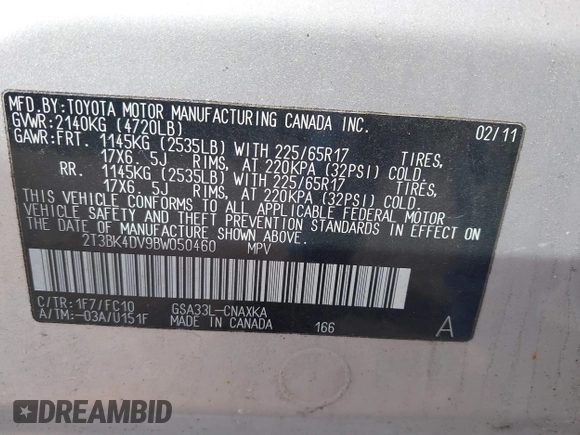 MFD.BY:TOYOTA MOTOR MANUFACTURING CANADA INC.
GVWR:2140KG (4720LB) 02/11
GAWR:FRT. 1145KG (2535LB) WITH 225/65R17 TIRES,
17X6. 5J RIMS, AT 220KPA (32PSI) COLD.
RR. 1145KG (2535LB) WITH 225/65R17 TIRES,
17X6. 5J RIMS, AT 220KPA (32PSI) COLD.
THIS VEHICLE CONFORMS TO ALL APPLICABLE FEDERAL MOTOR
VEHICLE SAFETY AND THEFT PREVENTION STANDARDS IN EFFECT ON
THE DATE OF MANUFACTURE SHOWN ABOVE.
2T3BK4DV9BW050460 MPV
C/TR:1F7/FC10 GSA33L-CNAXKA
A/TM:-03A/U151F MADE IN CANADA 166 A
DREAMBID